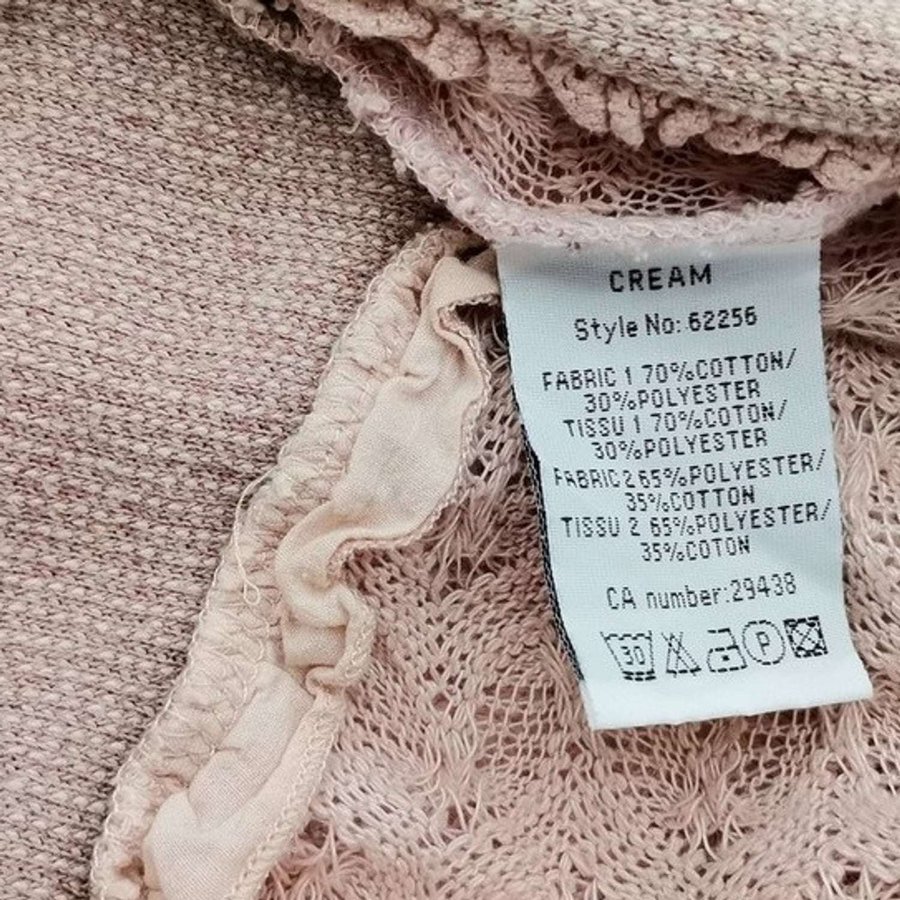 CREAM
Style No: 62256
FABRIC 1 70%COTTON/
30%POLYESTER
TISSU 1 70%COTON/
30%POLYESTER
FABRIC 2 65%POLYESTER/
35%COTTON
TISSU 2 65%POLYESTER/
35%COTON
CA number:29438
30 P